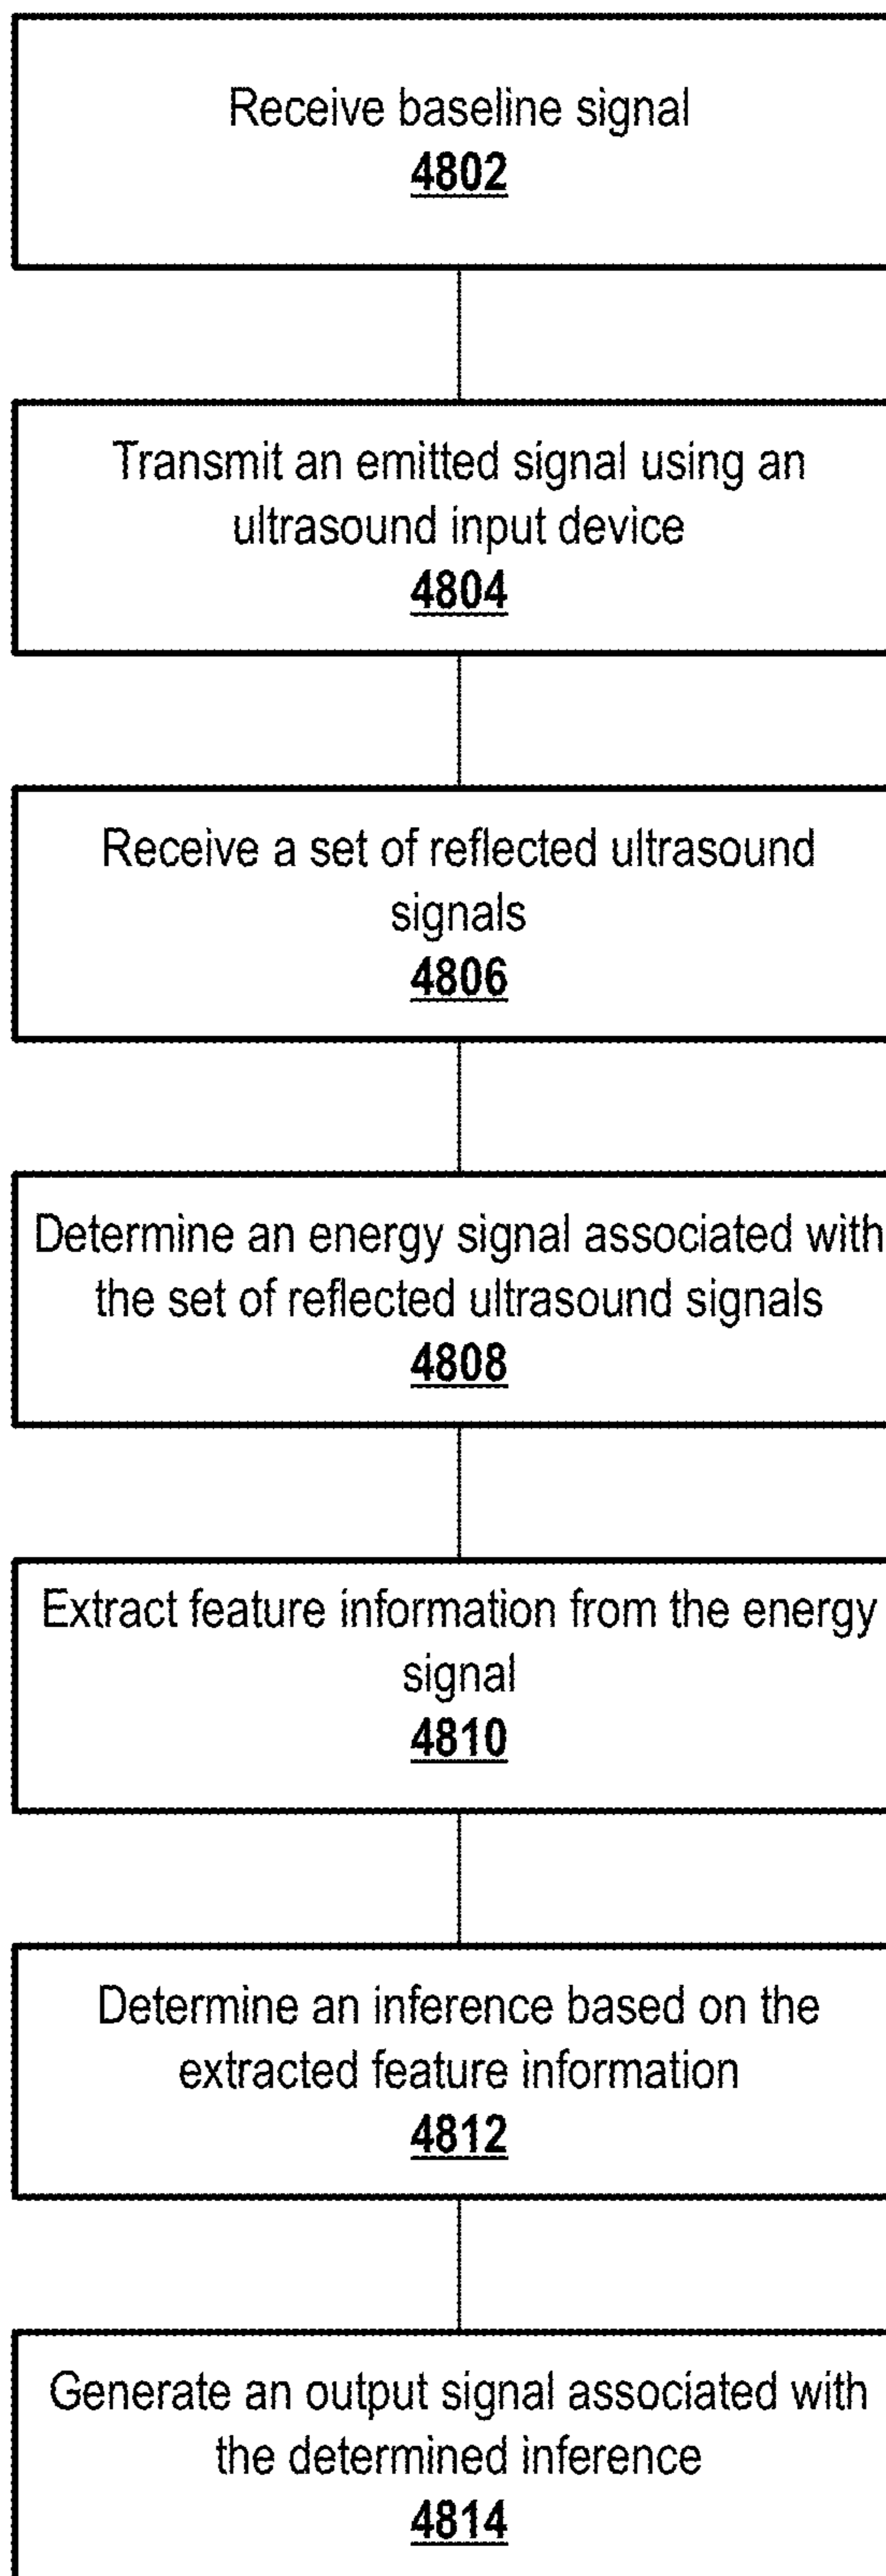 Receive baseline signal
4802
Transmit an emitted signal using an
ultrasound input device
4804
Receive a set of reflected ultrasound
signals
4806
Determine an energy signal associated with
the set of reflected ultrasound signals
4808
Extract feature information from the energy
signal
4810
Determine an inference based on the
extracted feature information
4812
Generate an output signal associated with
the determined inference
4814